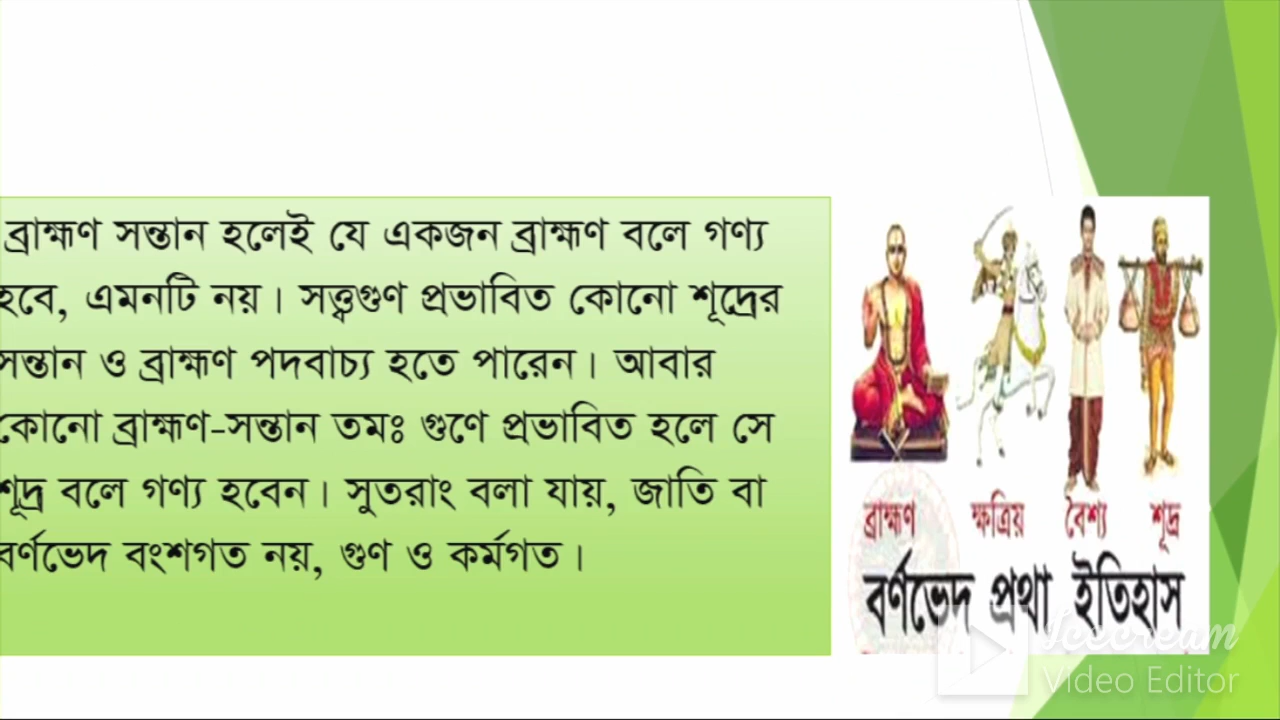 ব্রাহ্মণ সন্তান হলেই যে একজন ব্রাহ্মণ বলে গণ্য
হবে, এমনটি নয়। সত্ত্বগুণ প্রভাবিত কোনো শূদ্রের
সন্তান ও ব্রাহ্মণ পদবাচ্য হতে পারেন। আবার
কোনো ব্রাহ্মণ-সন্তান তমঃ গুণে প্রভাবিত হলে সে
শূদ্র বলে গণ্য হবেন। সুতরাং বলা যায়, জাতি বা
বর্ণভেদ বংশগত নয়, গুণ ও কর্মগত।
ব্রাহ্মণ ক্ষত্রিয় বৈশ্য শূদ্র
বর্ণভেদ প্রথা ইতিহাস
Icecream
Video Editor